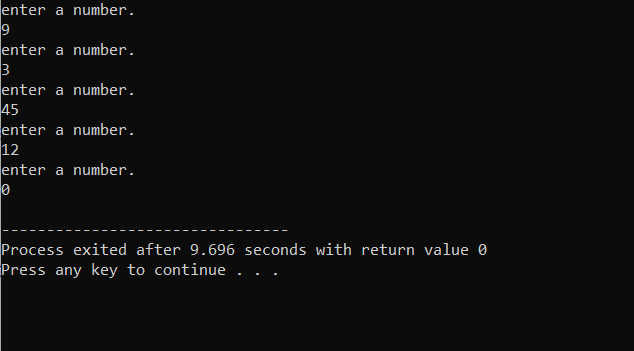 enter a number.
9
enter a number.
3
enter a number.
45
enter a number.
12
enter a number.
0
--------------------------------
Process exited after 9.696 seconds with return value 0
Press any key to continue . . .